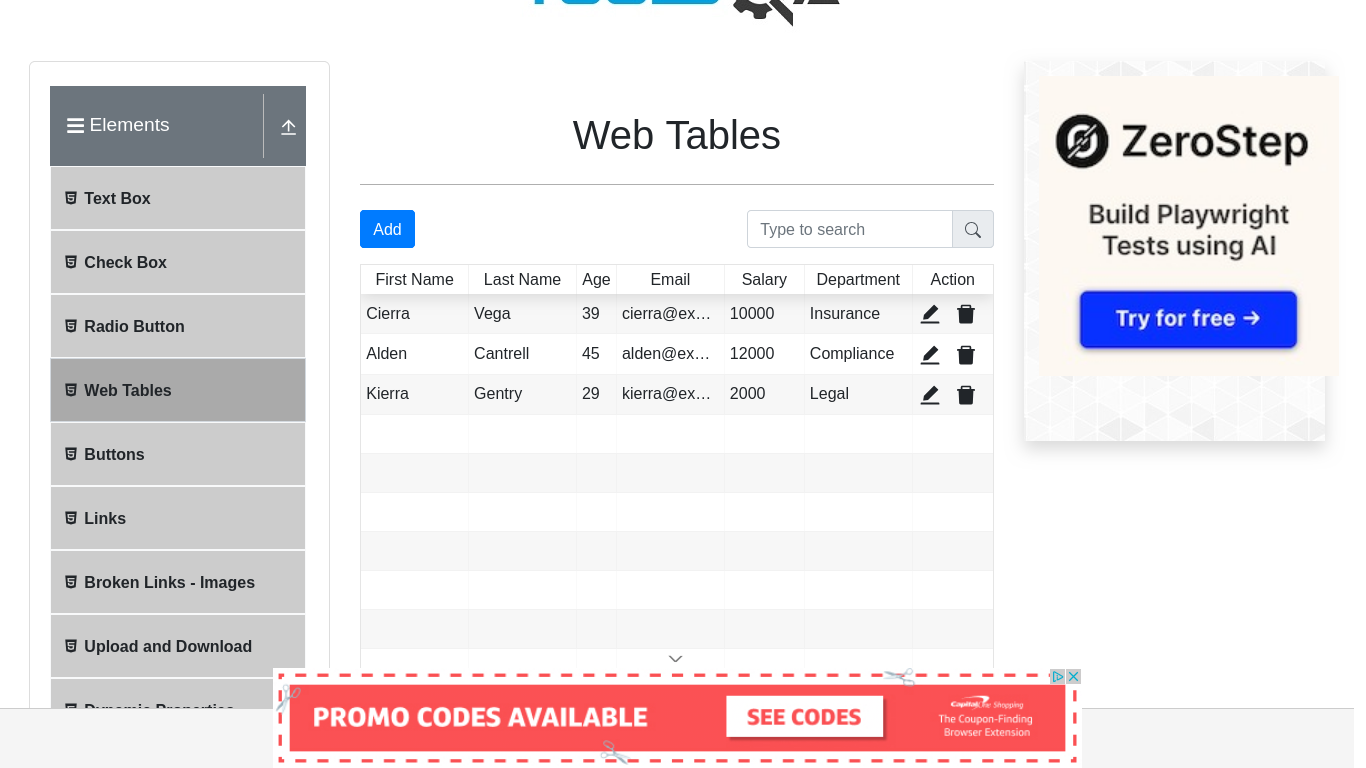 Elements
Text Box
Check Box
Radio Button
Web Tables
Buttons
Links
Broken Links - Images
Upload and Download
Web Tables
Add
Type to search
First Name Last Name Age Email Salary Department Action
Cierra Vega 39 cierra@ex… 10000 Insurance
Alden Cantrell 45 alden@ex… 12000 Compliance
Kierra Gentry 29 kierra@ex… 2000 Legal
ZeroStep
Build Playwright
Tests using AI
Try for free →
PROMO CODES AVAILABLE
SEE CODES
Capital One Shopping
The Coupon-Finding
Browser Extension